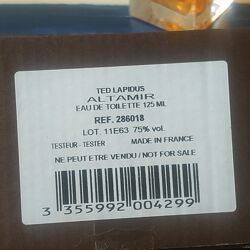 TED LAPIDUS
ALTAMIR
EAU DE TOILETTE 125 ML
REF. 286018
LOT. 11E63 75% vol.
TESTEUR - TESTER MADE IN FRANCE
NE PEUT ETRE VENDU / NOT FOR SALE
3 355992 004299